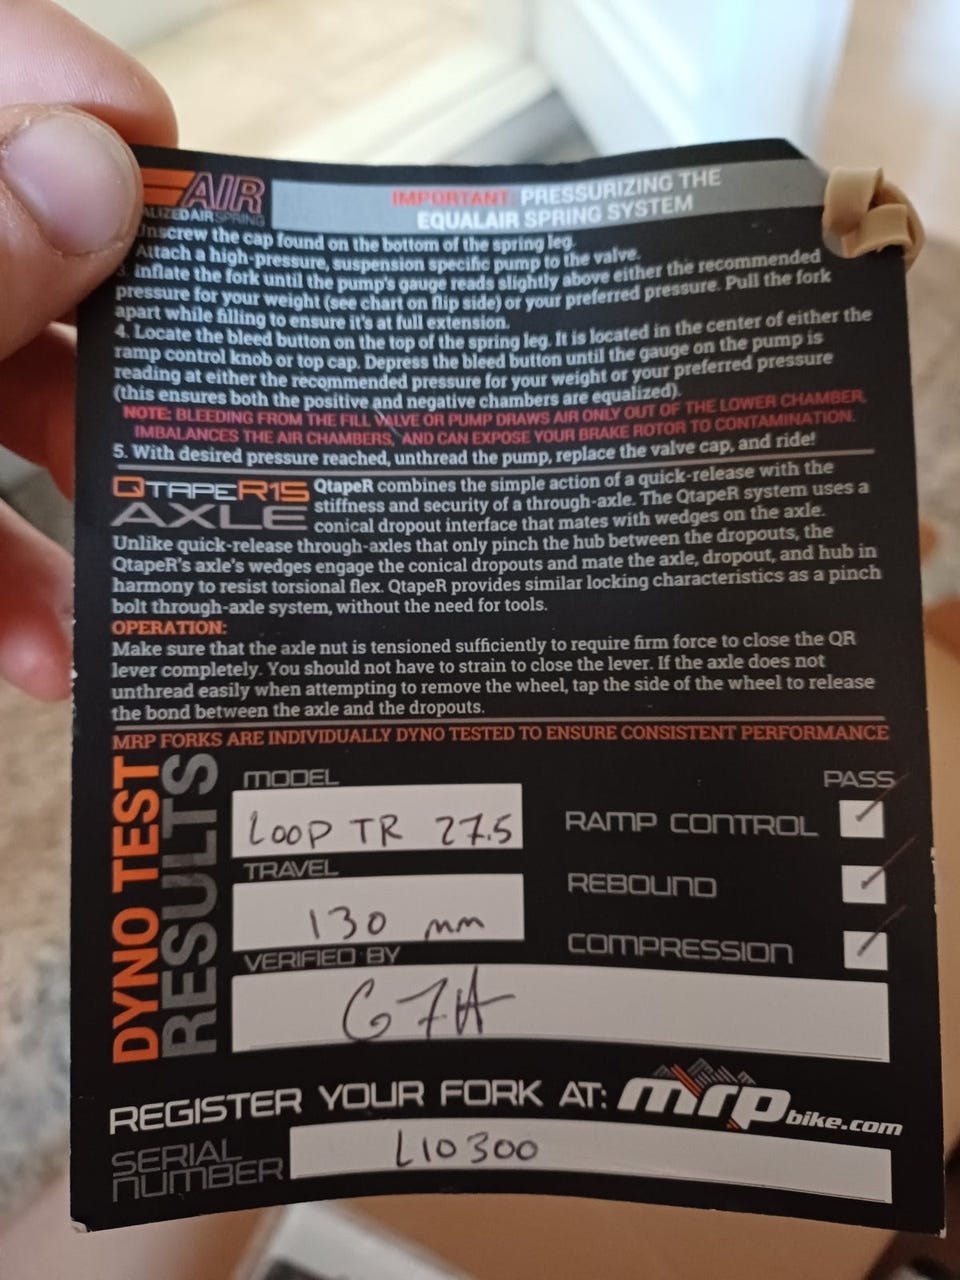 AIR
ALIZED AIR SPRING
IMPORTANT: PRESSURIZING THE
EQUALAIR SPRING SYSTEM
Unscrew the cap found on the bottom of the spring leg.
Attach a high-pressure, suspension specific pump to the valve.
3. Inflate the fork until the pump's gauge reads slightly above either the recommended
pressure for your weight (see chart on flip side) or your preferred pressure. Pull the fork
apart while filling to ensure it's at full extension.
4. Locate the bleed button on the top of the spring leg. It is located in the center of either the
ramp control knob or top cap. Depress the bleed button until the gauge on the pump is
reading at either the recommended pressure for your weight or your preferred pressure
(this ensures both the positive and negative chambers are equalized).
NOTE: BLEEDING FROM THE FILL VALVE OR PUMP DRAWS AIR ONLY OUT OF THE LOWER CHAMBER,
IMBALANCES THE AIR CHAMBERS, AND CAN EXPOSE YOUR BRAKE ROTOR TO CONTAMINATION.
5. With desired pressure reached, unthread the pump, replace the valve cap, and ride!
QTAPER15
AXLE
QtapeR combines the simple action of a quick-release with the
stiffness and security of a through-axle. The QtapeR system uses a
conical dropout interface that mates with wedges on the axle.
Unlike quick-release through-axles that only pinch the hub between the dropouts, the
QtapeR's axle's wedges engage the conical dropouts and mate the axle, dropout, and hub in
harmony to resist torsional flex. QtapeR provides similar locking characteristics as a pinch
bolt through-axle system, without the need for tools.
OPERATION:
Make sure that the axle nut is tensioned sufficiently to require firm force to close the QR
lever completely. You should not have to strain to close the lever. If the axle does not
unthread easily when attempting to remove the wheel, tap the side of the wheel to release
the bond between the axle and the dropouts.
MRP FORKS ARE INDIVIDUALLY DYNO TESTED TO ENSURE CONSISTENT PERFORMANCE
DYNO TEST
RESULTS
MODEL
LOOP TR 27.5
TRAVEL
130 mm
VERIFIED BY
G7H
PASS
RAMP CONTROL
REBOUND
COMPRESSION
REGISTER YOUR FORK AT: mrpbike.com
SERIAL
NUMBER
L10300